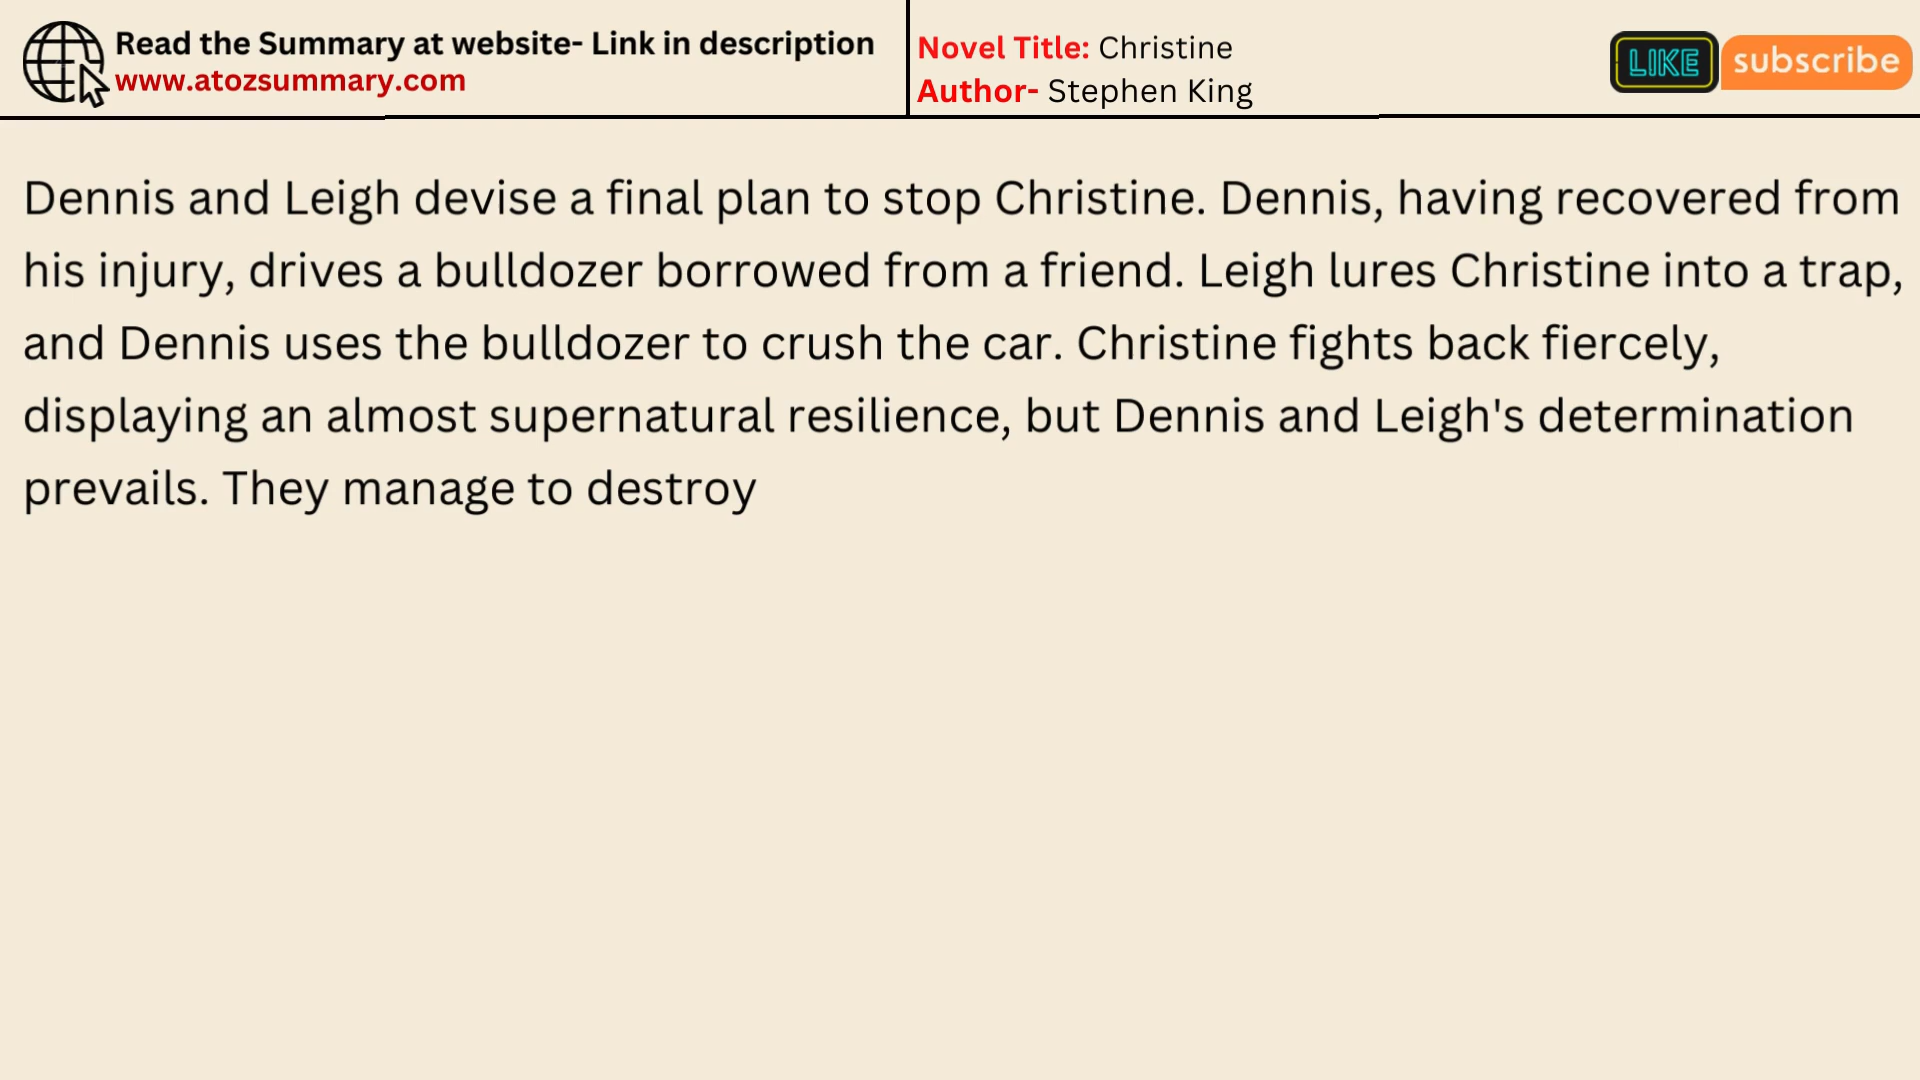 Read the Summary at website- Link in description
www.atozsummary.com
Novel Title: Christine
Author- Stephen King
LIKE
subscribe
Dennis and Leigh devise a final plan to stop Christine. Dennis, having recovered from
his injury, drives a bulldozer borrowed from a friend. Leigh lures Christine into a trap,
and Dennis uses the bulldozer to crush the car. Christine fights back fiercely,
displaying an almost supernatural resilience, but Dennis and Leigh's determination
prevails. They manage to destroy